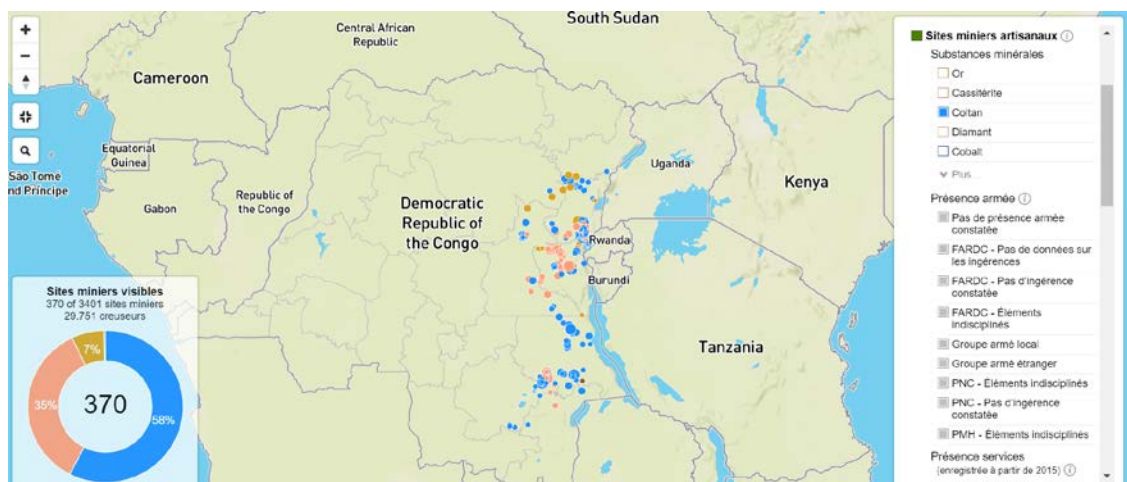 South Sudan
Central African
Republic
Cameroon
Equatorial
Guinea
São Tomé
nd Príncipe
Gabon
Republic of
the Congo
Democratic
Republic of
the Congo
Uganda
Kenya
Rwanda
Burundi
Tanzania
Sites miniers visibles
370 of 3401 sites miniers
29.751 creuseurs
7%
35%
370
58%
Sites miniers artisanaux
Substances minérales
Or
Cassitérite
Coltan
Diamant
Cobalt
Plus...
Présence armée
Pas de présence armée
constatée
FARDC - Pas de données sur
les ingérences
FARDC - Pas d'ingérence
constatée
FARDC - Éléments
indisciplinés
Groupe armé local
Groupe armé étranger
PNC - Éléments indisciplinés
PNC - Pas d'ingérence
constatée
PMH - Éléments indisciplinés
Présence services
(enregistrée à partir de 2015)